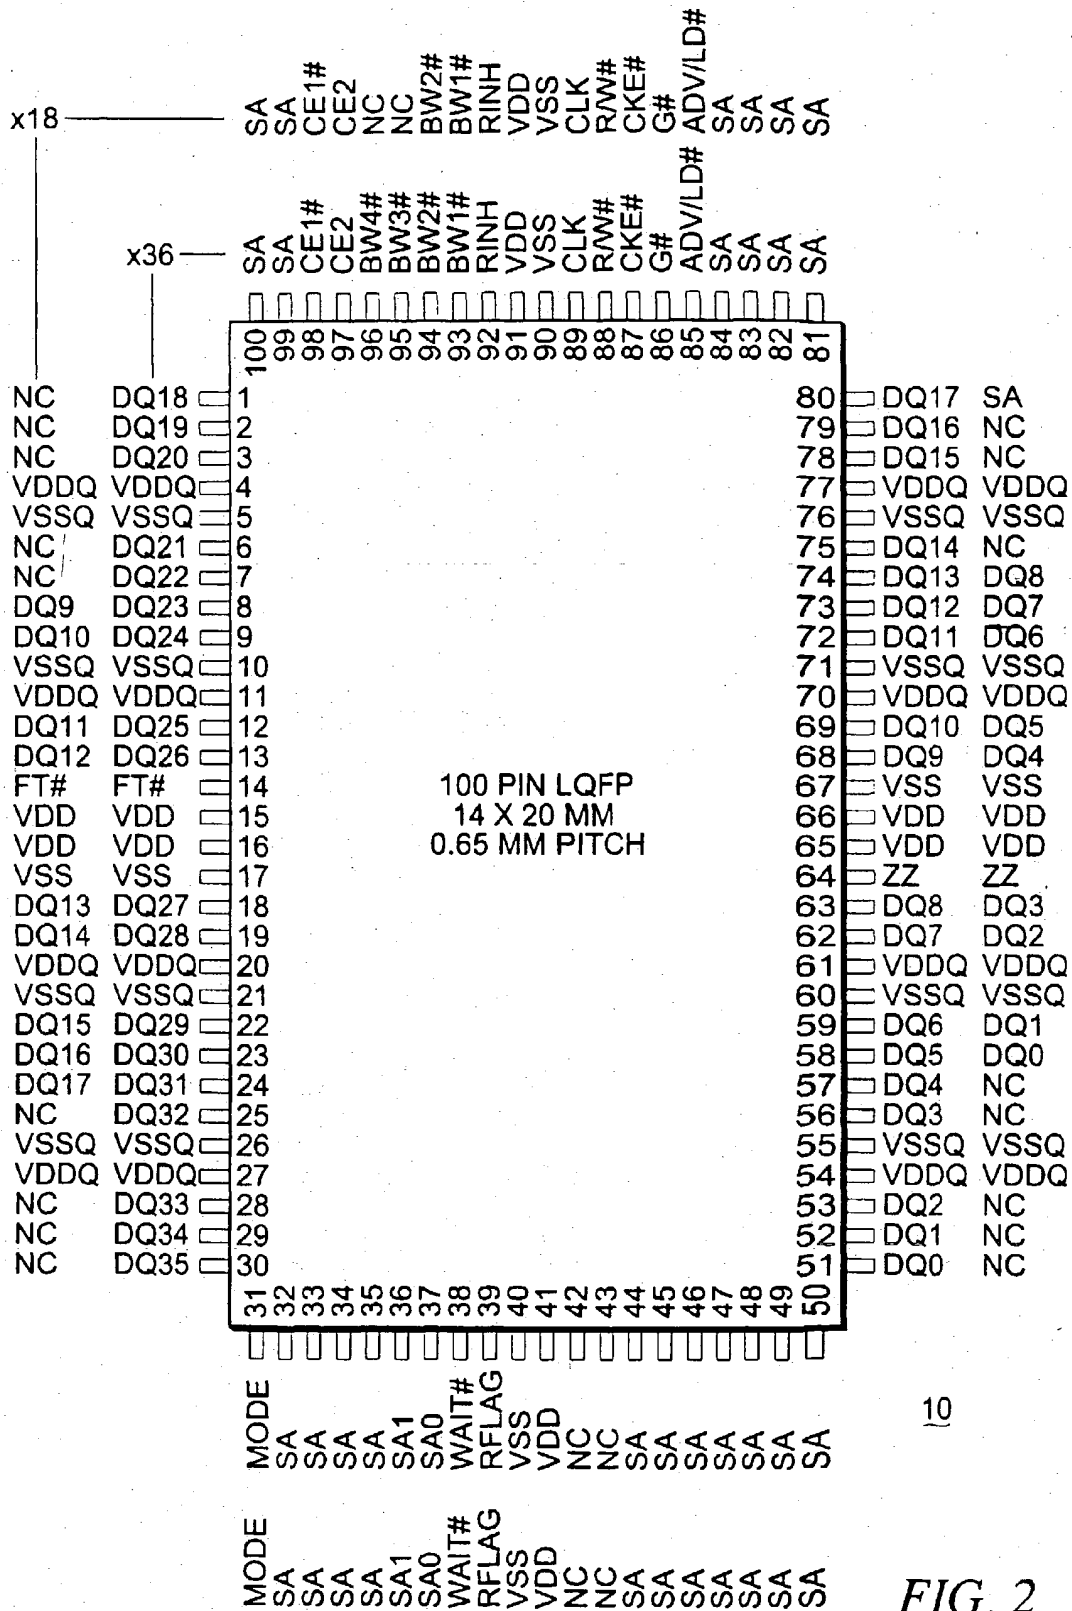 x18 SA SA CE1# CE2 NC NC BW2# BW1# RINH VDD VSS CLK R/W# CKE# G# ADV/LD# SA SA SA SA
x36 SA SA CE1# CE2 BW4# BW3# BW2# BW1# RINH VDD VSS CLK R/W# CKE# G# ADV/LD# SA SA SA SA
100 99 98 97 96 95 94 93 92 91 90 89 88 87 86 85 84 83 82 81
NC DQ18 1 80 DQ17 SA
NC DQ19 2 79 DQ16 NC
NC DQ20 3 78 DQ15 NC
VDDQ VDDQ 4 77 VDDQ VDDQ
VSSQ VSSQ 5 76 VSSQ VSSQ
NC DQ21 6 75 DQ14 NC
NC DQ22 7 74 DQ13 DQ8
DQ9 DQ23 8 73 DQ12 DQ7
DQ10 DQ24 9 72 DQ11 DQ6
VSSQ VSSQ 10 71 VSSQ VSSQ
VDDQ VDDQ 11 70 VDDQ VDDQ
DQ11 DQ25 12 69 DQ10 DQ5
DQ12 DQ26 13 68 DQ9 DQ4
FT# FT# 14 67 VSS VSS
VDD VDD 15 66 VDD VDD
VDD VDD 16 65 VDD VDD
VSS VSS 17 64 ZZ ZZ
DQ13 DQ27 18 63 DQ8 DQ3
DQ14 DQ28 19 62 DQ7 DQ2
VDDQ VDDQ 20 61 VDDQ VDDQ
VSSQ VSSQ 21 60 VSSQ VSSQ
DQ15 DQ29 22 59 DQ6 DQ1
DQ16 DQ30 23 58 DQ5 DQ0
DQ17 DQ31 24 57 DQ4 NC
NC DQ32 25 56 DQ3 NC
VSSQ VSSQ 26 55 VSSQ VSSQ
VDDQ VDDQ 27 54 VDDQ VDDQ
NC DQ33 28 53 DQ2 NC
NC DQ34 29 52 DQ1 NC
NC DQ35 30 51 DQ0 NC
100 PIN LQFP
14 X 20 MM
0.65 MM PITCH
31 32 33 34 35 36 37 38 39 40 41 42 43 44 45 46 47 48 49 50
MODE SA SA SA SA SA1 SA0 WAIT# RFLAG VSS VDD NC NC SA SA SA SA SA SA SA
10
MODE SA SA SA SA SA1 SA0 WAIT# RFLAG VSS VDD NC NC SA SA SA SA SA SA SA
FIG. 2